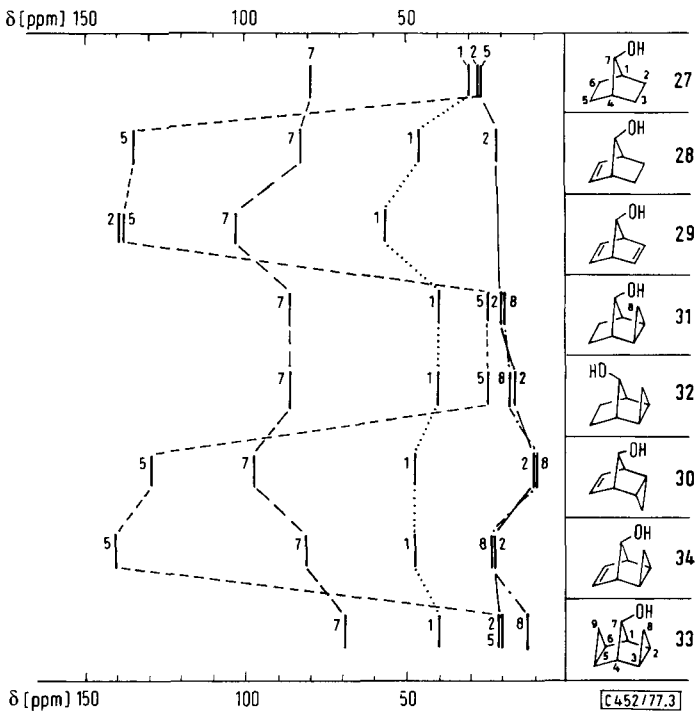 δ [ppm] 150 100 50
7 1 2 5 OH 7 1 2 6 5 4 3 27
5 7 1 2 OH 28
2 5 7 1 OH 29
7 1 5 2 8 OH 8 31
7 1 5 8 2 HO 32
5 7 1 2 8 OH 30
5 7 1 8 2 OH 34
7 1 2 5 8 OH 9 7 8 6 1 5 3 2 4 33
δ [ppm] 150 100 50 C452/77.3